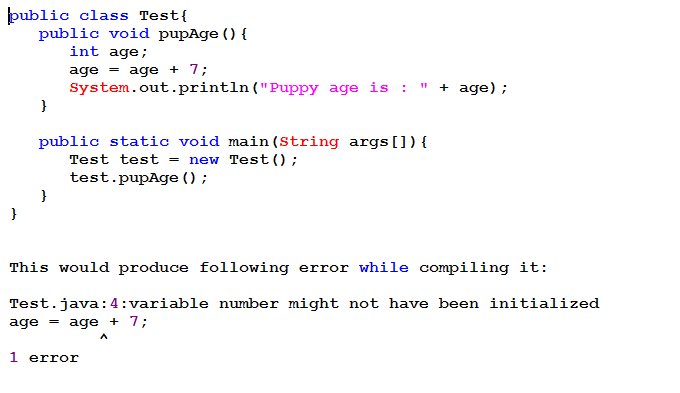 public class Test{
public void pupAge(){
int age;
age = age + 7;
System.out.println("Puppy age is : " + age);
}
public static void main(String args[]){
Test test = new Test();
test.pupAge();
}
}
This would produce following error while compiling it:
Test.java:4:variable number might not have been initialized
age = age + 7;
^
1 error